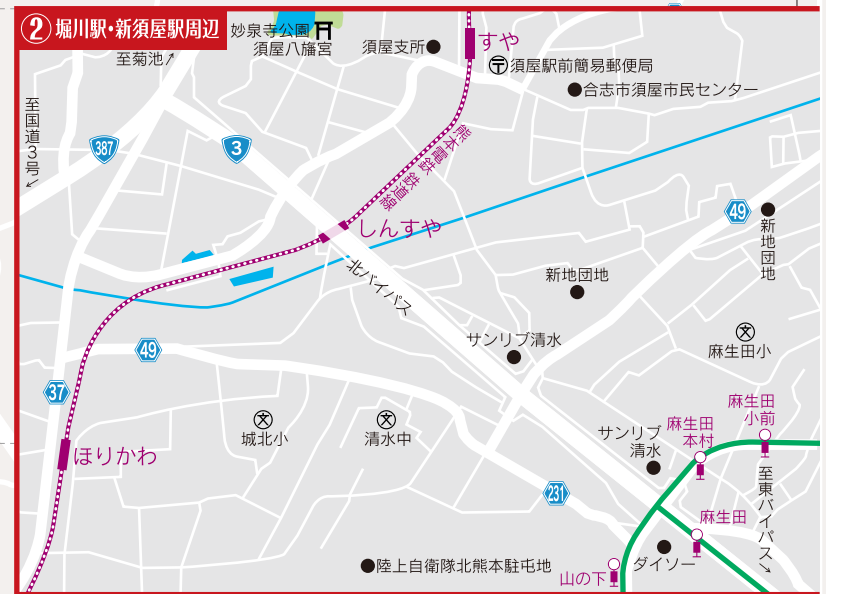 ② 堀川駅・新須屋駅周辺
妙泉寺公園
須屋八旛宮
至菊池↗
須屋支所
すや
須屋駅前簡易郵便局
合志市須屋市民センター
至国道3号↙
387
3
熊本電鉄 鉄道線
しんすや
49
新地団地
北バイパス
新地団地
サンリブ清水
文
麻生田小
49
37
文
城北小
文
清水中
ほりかわ
麻生田
小前
麻生田
本村
サンリブ
清水
至東バイパス↘
231
麻生田
ダイソー
山の下
陸上自衛隊北熊本駐屯地